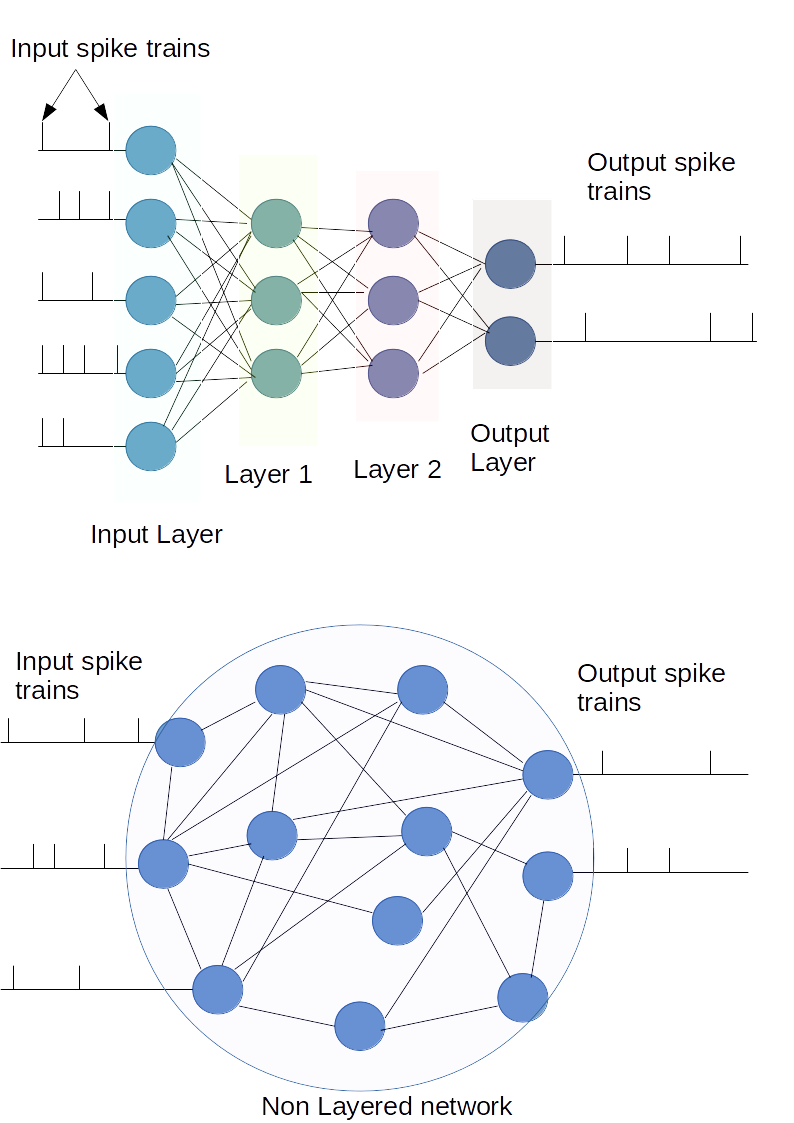 Input spike trains
Output spike
trains
Output
Layer
Layer 1
Layer 2
Input Layer
Input spike
trains
Output spike
trains
Non Layered network